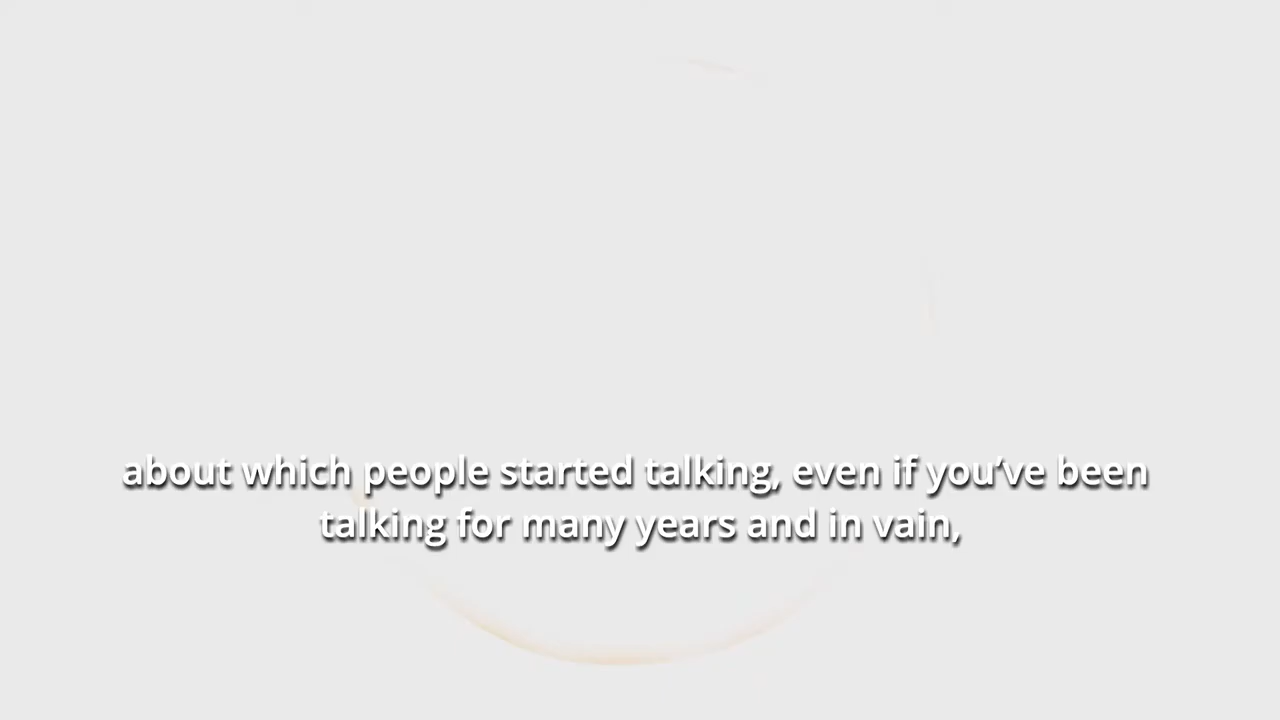 about which people started talking, even if you’ve been
talking for many years and in vain,